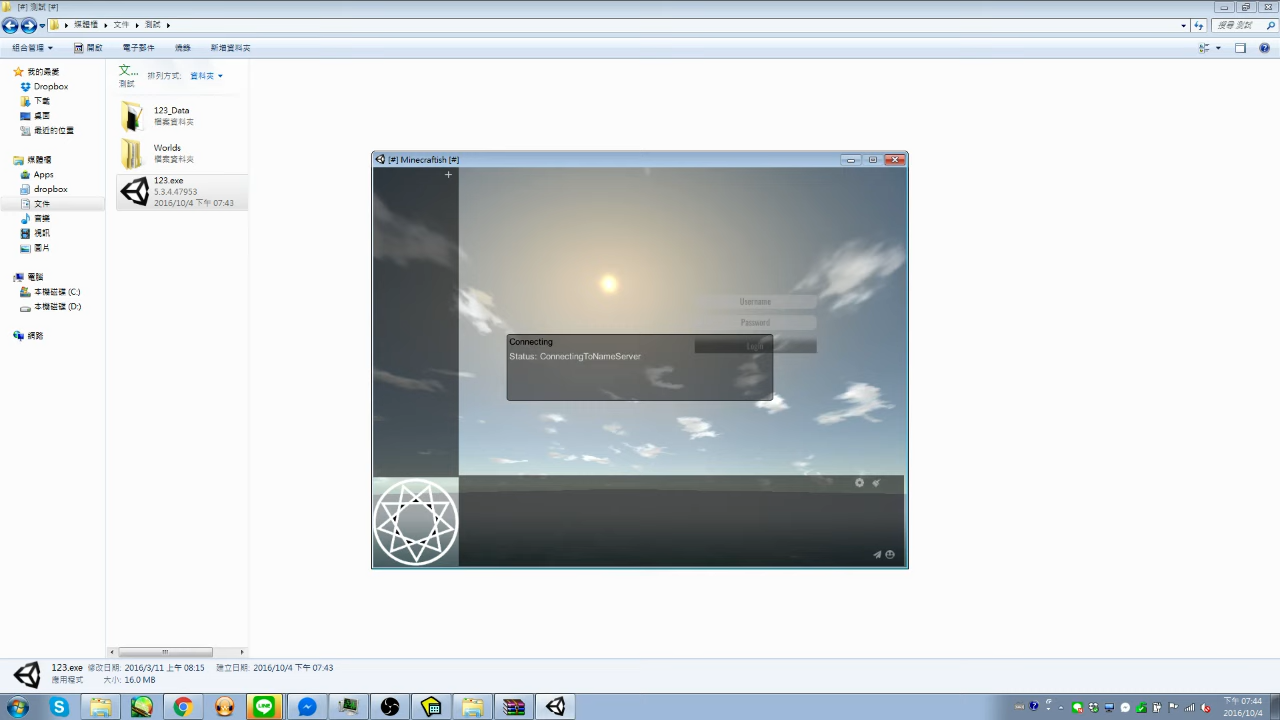 [#] 測試 [#]
媒體櫃 ▸ 文件 ▸ 測試 ▸
搜尋 測試
組合管理 開啟 電子郵件 燒錄 新增資料夾
我的最愛
Dropbox
下載
桌面
最近的位置
媒體櫃
Apps
dropbox
文件
音樂
視訊
圖片
電腦
本機磁碟 (C:)
本機磁碟 (D:)
網路
文...
測試
排列方式: 資料夾
123_Data
檔案資料夾
Worlds
檔案資料夾
123.exe
5.3.4.47953
2016/10/4 下午 07:43
[#] Minecraftish [#]
+
Username
Password
Login
Connecting
Status: ConnectingToNameServer
123.exe 修改日期: 2016/3/11 上午 08:15 建立日期: 2016/10/4 下午 07:43
應用程式 大小: 16.0 MB
LINE
下午 07:44
2016/10/4